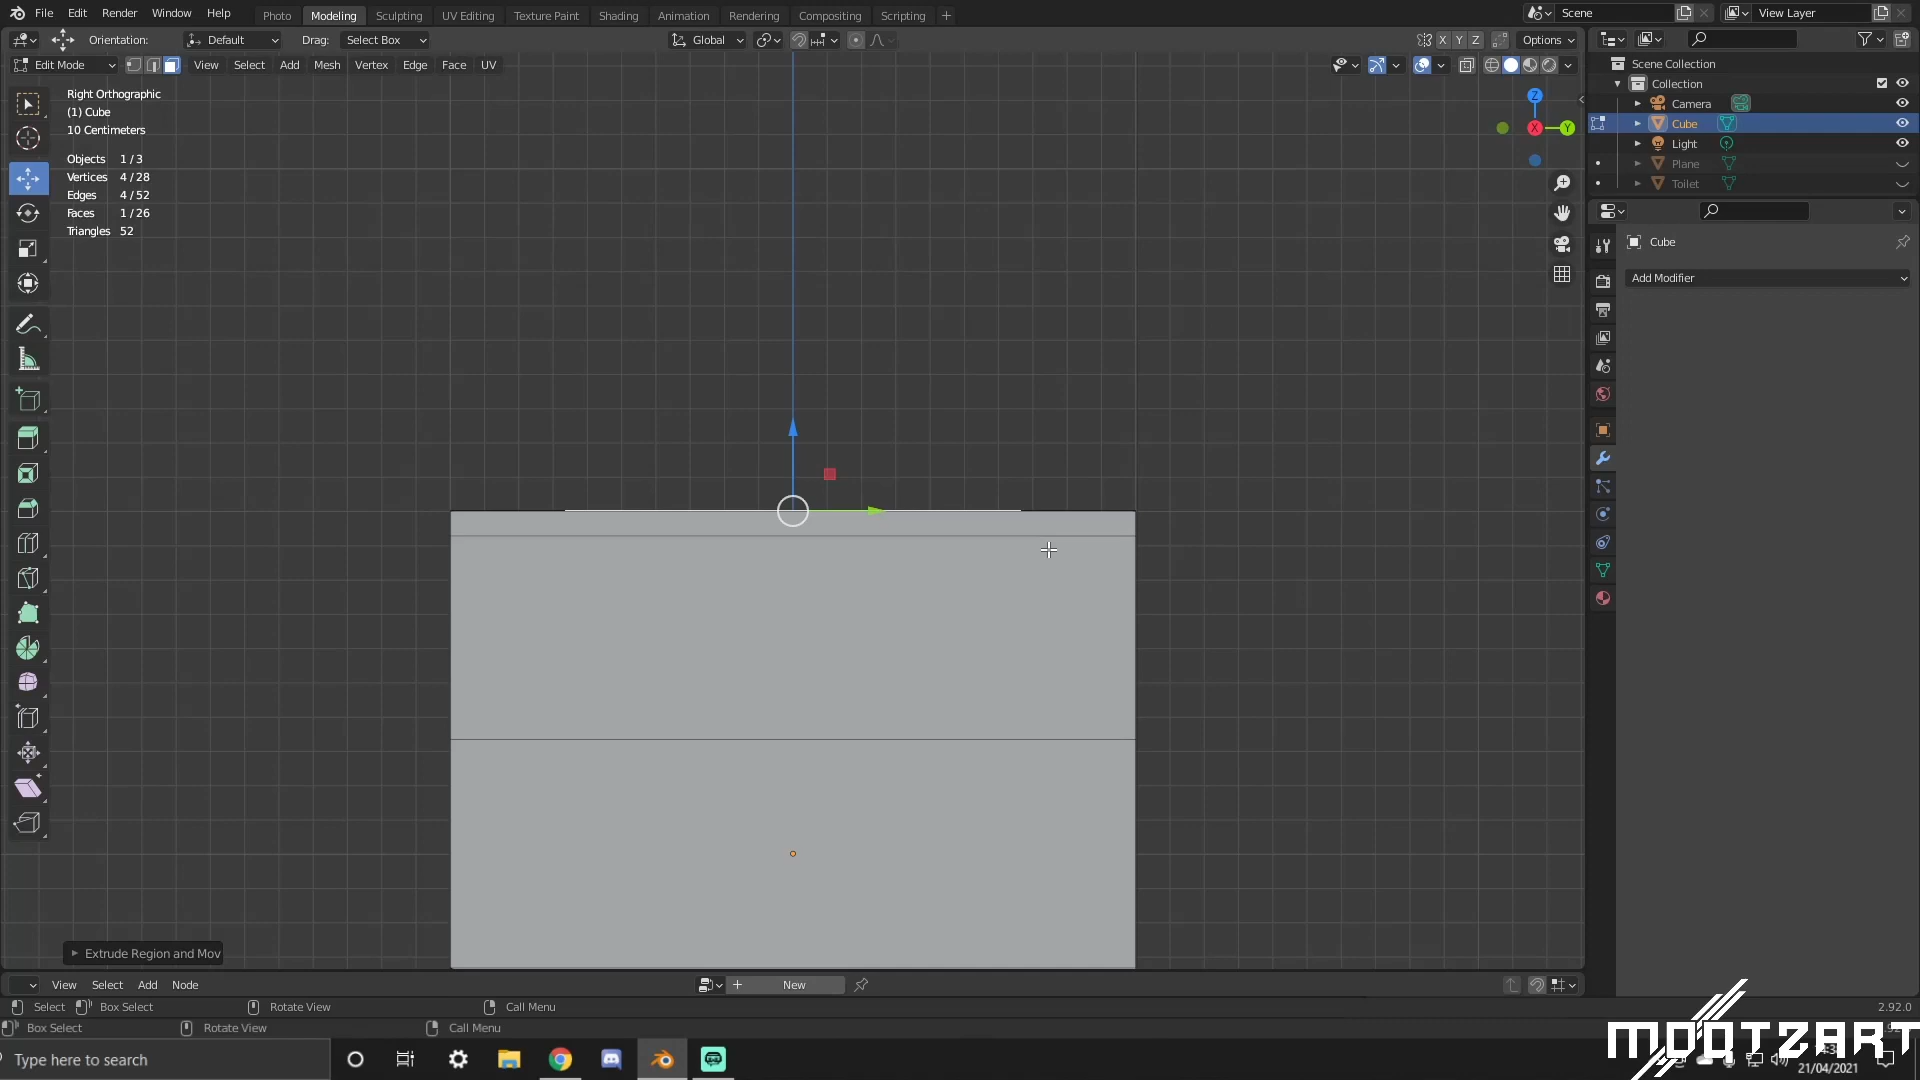 File Edit Render Window Help Photo Modeling Sculpting UV Editing Texture Paint Shading Animation Rendering Compositing Scripting + Scene View Layer
Orientation: Default Drag: Select Box Global X Y Z Options
Edit Mode View Select Add Mesh Vertex Edge Face UV
Scene Collection
Collection
Camera
Cube
Light
Plane
Toilet
Right Orthographic
(1) Cube
10 Centimeters
Objects 1 / 3
Vertices 4 / 28
Edges 4 / 52
Faces 1 / 26
Triangles 52
Z
X
Y
Cube
Add Modifier
Extrude Region and Mov
View Select Add Node + New
Select Box Select Rotate View Call Menu 2.92.0
Box Select Rotate View Call Menu
MOOTZART
Type here to search
21/04/2021